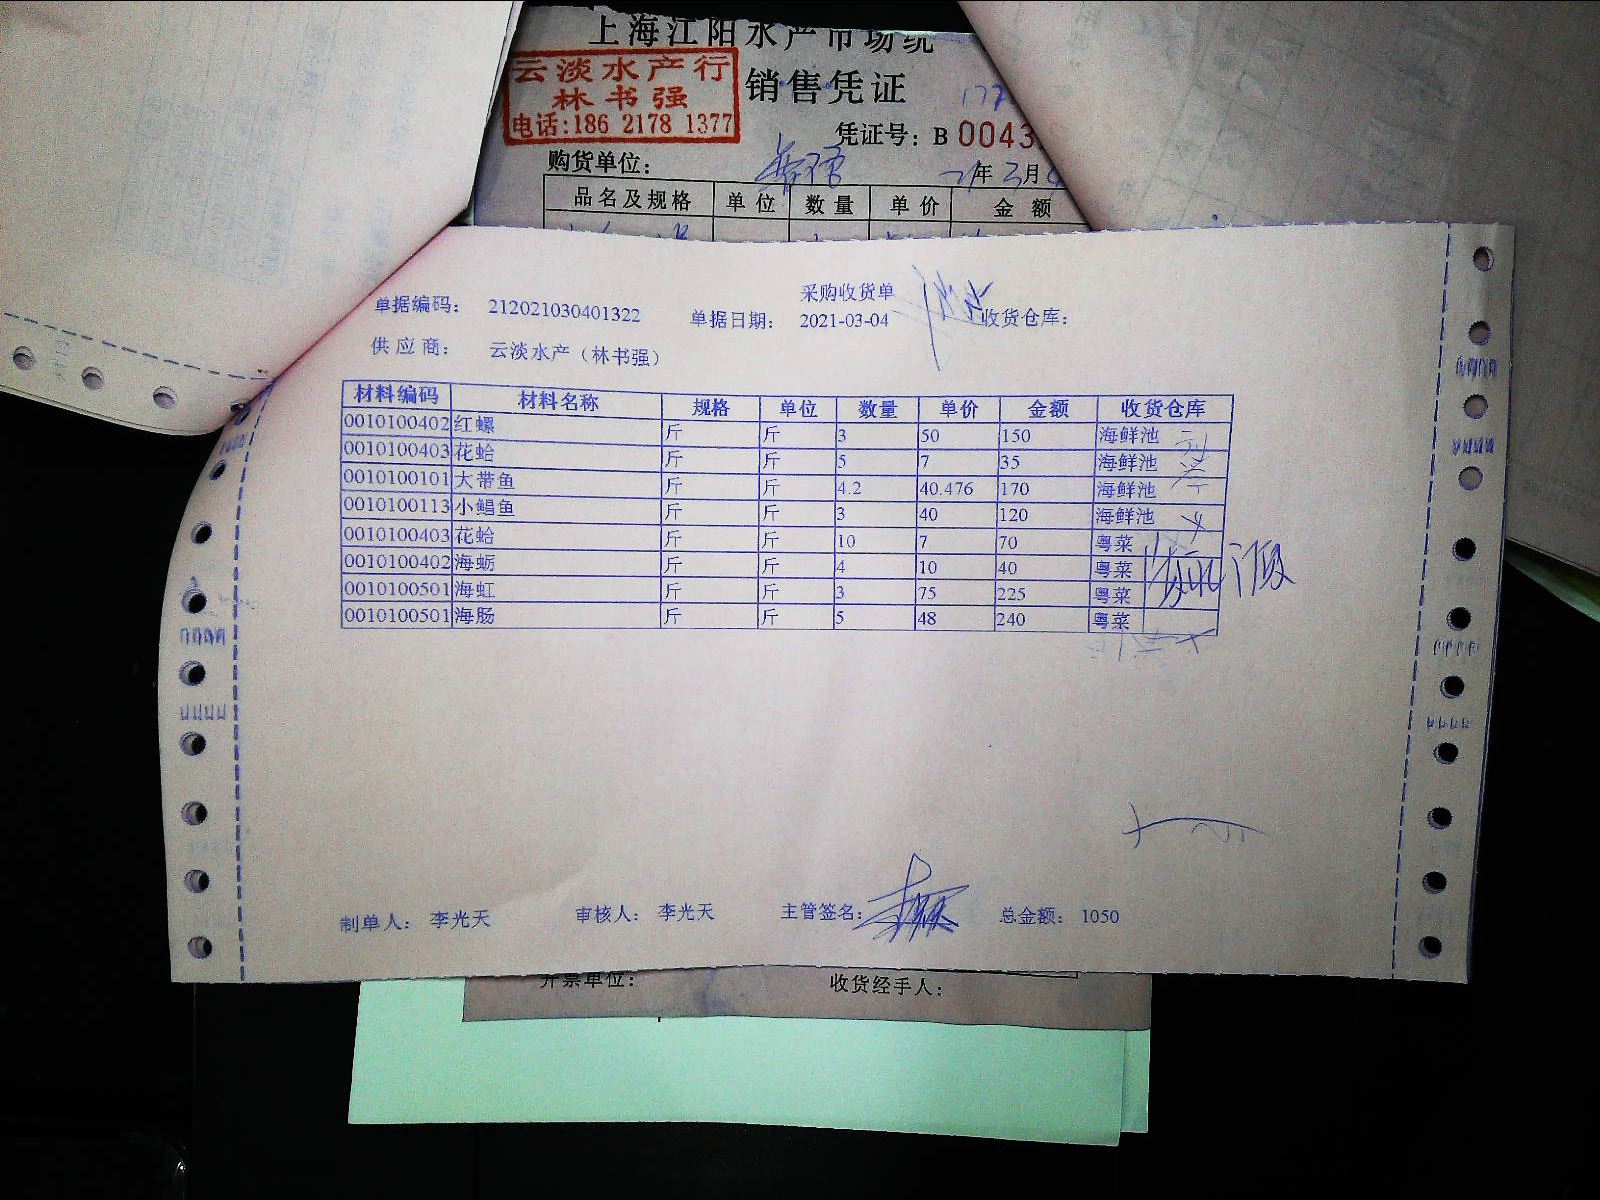 上海江阳水产市场统
云淡水产行
林书强
电话:186 2178 1377
销售凭证
凭证号: B 0043
购货单位:
年3月
品名及规格 单位 数量 单价 金额
采购收货单
单据编码: 212021030401322 单据日期: 2021-03-04 收货仓库:
供应商: 云淡水产（林书强）
材料编码 材料名称 规格 单位 数量 单价 金额 收货仓库
0010100402 红螺 斤 斤 3 50 150 海鲜池
0010100403 花蛤 斤 斤 5 7 35 海鲜池
0010100101 大带鱼 斤 斤 4.2 40.476 170 海鲜池
0010100113 小鲳鱼 斤 斤 3 40 120 海鲜池
0010100403 花蛤 斤 斤 10 7 70 粤菜
0010100402 海蛎 斤 斤 4 10 40 粤菜
0010100501 海虹 斤 斤 3 75 225 粤菜
0010100501 海肠 斤 斤 5 48 240 粤菜
制单人: 李光天 审核人: 李光天 主管签名: 总金额: 1050
开票单位: 收货经手人: